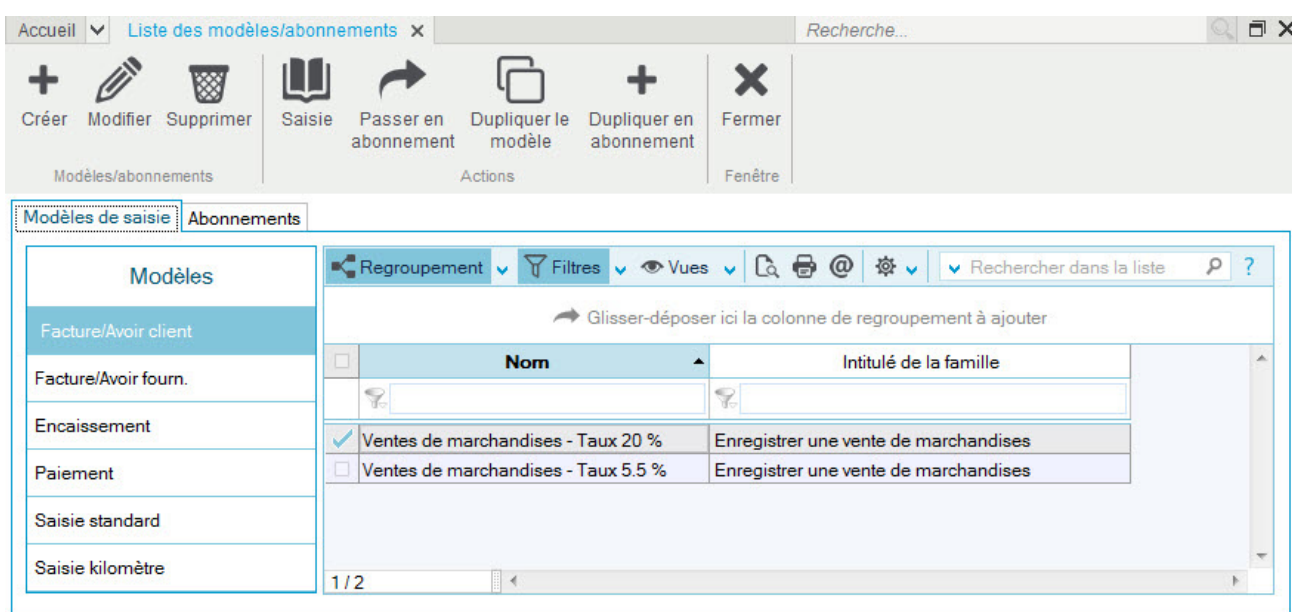 Accueil Liste des modèles/abonnements Recherche...
Créer Modifier Supprimer Saisie Passer en abonnement Dupliquer le modèle Dupliquer en abonnement Fermer
Modèles/abonnements Actions Fenêtre
Modèles de saisie Abonnements
Modèles
Facture/Avoir client
Facture/Avoir fourn.
Encaissement
Paiement
Saisie standard
Saisie kilomètre
Regroupement Filtres Vues @ Rechercher dans la liste ?
Glisser-déposer ici la colonne de regroupement à ajouter
Nom Intitulé de la famille
Ventes de marchandises - Taux 20 % Enregistrer une vente de marchandises
Ventes de marchandises - Taux 5.5 % Enregistrer une vente de marchandises
1 / 2